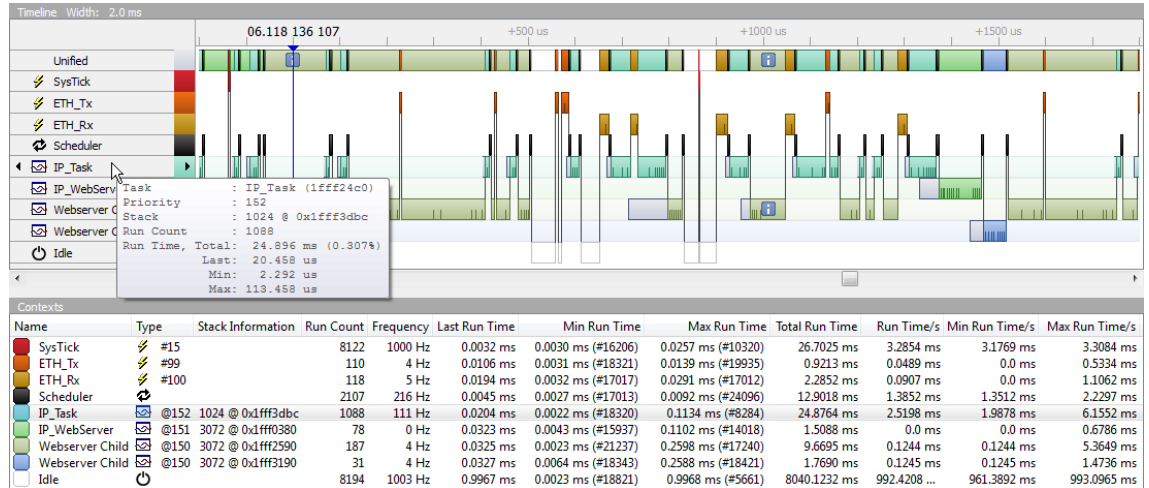 Timeline Width: 2.0 ms
06.118 136 107
+500 us
+1000 us
+1500 us
Unified
SysTick
ETH_Tx
ETH_Rx
Scheduler
IP_Task
IP_WebServ
Webserver C
Webserver C
Idle
Task : IP_Task (1fff24c0)
Priority : 152
Stack : 1024 @ 0x1fff3dbc
Run Count : 1088
Run Time, Total: 24.896 ms (0.307%)
Last: 20.458 us
Min: 2.292 us
Max: 113.458 us
Contexts
Name Type Stack Information Run Count Frequency Last Run Time Min Run Time Max Run Time Total Run Time Run Time/s Min Run Time/s Max Run Time/s
SysTick #15 8122 1000 Hz 0.0032 ms 0.0030 ms (#16206) 0.0257 ms (#10320) 26.7025 ms 3.2854 ms 3.1769 ms 3.3084 ms
ETH_Tx #99 110 4 Hz 0.0106 ms 0.0031 ms (#18321) 0.0139 ms (#19935) 0.9213 ms 0.0489 ms 0.0 ms 0.5334 ms
ETH_Rx #100 118 5 Hz 0.0194 ms 0.0032 ms (#17017) 0.0291 ms (#17012) 2.2852 ms 0.0907 ms 0.0 ms 1.1062 ms
Scheduler 2107 216 Hz 0.0045 ms 0.0027 ms (#17013) 0.0092 ms (#24096) 12.9018 ms 1.3852 ms 1.3512 ms 2.2297 ms
IP_Task @152 1024 @ 0x1fff3dbc 1088 111 Hz 0.0204 ms 0.0022 ms (#18320) 0.1134 ms (#8284) 24.8764 ms 2.5198 ms 1.9878 ms 6.1552 ms
IP_WebServer @151 3072 @ 0x1fff0380 78 0 Hz 0.0323 ms 0.0043 ms (#15937) 0.1102 ms (#14018) 1.5088 ms 0.0 ms 0.0 ms 0.6786 ms
Webserver Child @150 3072 @ 0x1fff2590 187 4 Hz 0.0325 ms 0.0023 ms (#21237) 0.2598 ms (#17240) 9.6695 ms 0.1244 ms 0.1244 ms 5.3649 ms
Webserver Child @150 3072 @ 0x1fff3190 31 4 Hz 0.0327 ms 0.0064 ms (#18343) 0.2588 ms (#18421) 1.7690 ms 0.1245 ms 0.1245 ms 1.4736 ms
Idle 8194 1003 Hz 0.9967 ms 0.0023 ms (#18821) 0.9968 ms (#5661) 8040.1232 ms 992.4208 ... 961.3892 ms 993.0965 ms